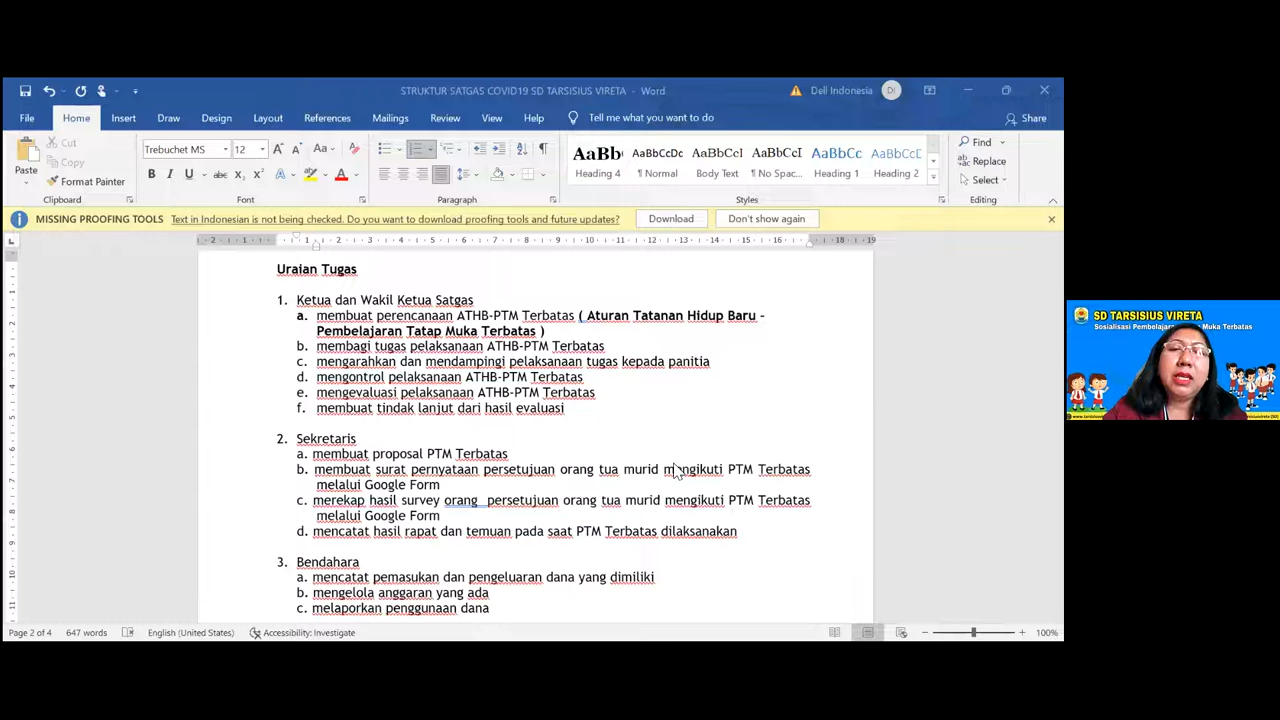 STRUKTUR SATGAS COVID19 SD TARSISIUS VIRETA - Word
Dell Indonesia
DI
File Home Insert Draw Design Layout References Mailings Review View Help Tell me what you want to do
Share
Paste
Cut
Copy
Format Painter
Clipboard
Trebuchet MS 12
Font
Paragraph
AaBb( AaBbCcDc AaBbCcI AaBbCcI AaBbCc AaBbCcE
Heading 4 ¶ Normal Body Text ¶ No Spac... Heading 1 Heading 2
Styles
Find
Replace
Select
Editing
MISSING PROOFING TOOLS Text in Indonesian is not being checked. Do you want to download proofing tools and future updates? Download Don't show again
Uraian Tugas
1. Ketua dan Wakil Ketua Satgas
a. membuat perencanaan ATHB-PTM Terbatas ( Aturan Tatanan Hidup Baru –
Pembelajaran Tatap Muka Terbatas )
b. membagi tugas pelaksanaan ATHB-PTM Terbatas
c. mengarahkan dan mendampingi pelaksanaan tugas kepada panitia
d. mengontrol pelaksanaan ATHB-PTM Terbatas
e. mengevaluasi pelaksanaan ATHB-PTM Terbatas
f. membuat tindak lanjut dari hasil evaluasi
2. Sekretaris
a. membuat proposal PTM Terbatas
b. membuat surat pernyataan persetujuan orang tua murid mengikuti PTM Terbatas
melalui Google Form
c. merekap hasil survey orang persetujuan orang tua murid mengikuti PTM Terbatas
melalui Google Form
d. mencatat hasil rapat dan temuan pada saat PTM Terbatas dilaksanakan
3. Bendahara
a. mencatat pemasukan dan pengeluaran dana yang dimiliki
b. mengelola anggaran yang ada
c. melaporkan penggunaan dana
Page 2 of 4 647 words English (United States) Accessibility: Investigate 100%
SD TARSISIUS VIRETA
Sosialisasi Pembelajaran Muka Terbatas